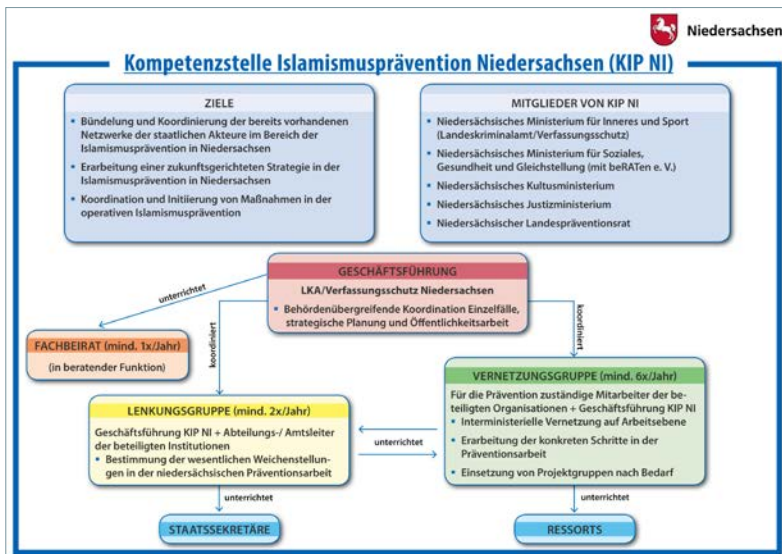 Niedersachsen
Kompetenzstelle Islamismusprävention Niedersachsen (KIP NI)
ZIELE
▪ Bündelung und Koordinierung der bereits vorhandenen
Netzwerke der staatlichen Akteure im Bereich der
Islamismusprävention in Niedersachsen
▪ Erarbeitung einer zukunftsgerichteten Strategie in der
Islamismusprävention in Niedersachsen
▪ Koordination und Initiierung von Maßnahmen in der
operativen Islamismusprävention
MITGLIEDER VON KIP NI
▪ Niedersächsisches Ministerium für Inneres und Sport
(Landeskriminalamt/Verfassungsschutz)
▪ Niedersächsisches Ministerium für Soziales,
Gesundheit und Gleichstellung (mit beRATen e. V.)
▪ Niedersächsisches Kultusministerium
▪ Niedersächsisches Justizministerium
▪ Niedersächsischer Landespräventionsrat
GESCHÄFTSFÜHRUNG
LKA/Verfassungsschutz Niedersachsen
▪ Behördenübergreifende Koordination Einzelfälle,
strategische Planung und Öffentlichkeitsarbeit
unterrichtet
koordiniert
koordiniert
FACHBEIRAT (mind. 1x/Jahr)
(in beratender Funktion)
LENKUNGSGRUPPE (mind. 2x/Jahr)
Geschäftsführung KIP NI + Abteilungs-/ Amtsleiter
der beteiligten Institutionen
▪ Bestimmung der wesentlichen Weichenstellun-
gen in der niedersächsischen Präventionsarbeit
unterrichtet
VERNETZUNGSGRUPPE (mind. 6x/Jahr)
Für die Prävention zuständige Mitarbeiter der be-
teiligten Organisationen + Geschäftsführung KIP NI
▪ Interministerielle Vernetzung auf Arbeitsebene
▪ Erarbeitung der konkreten Schritte in der
Präventionsarbeit
▪ Einsetzung von Projektgruppen nach Bedarf
unterrichtet
unterrichtet
STAATSSEKRETÄRE
RESSORTS